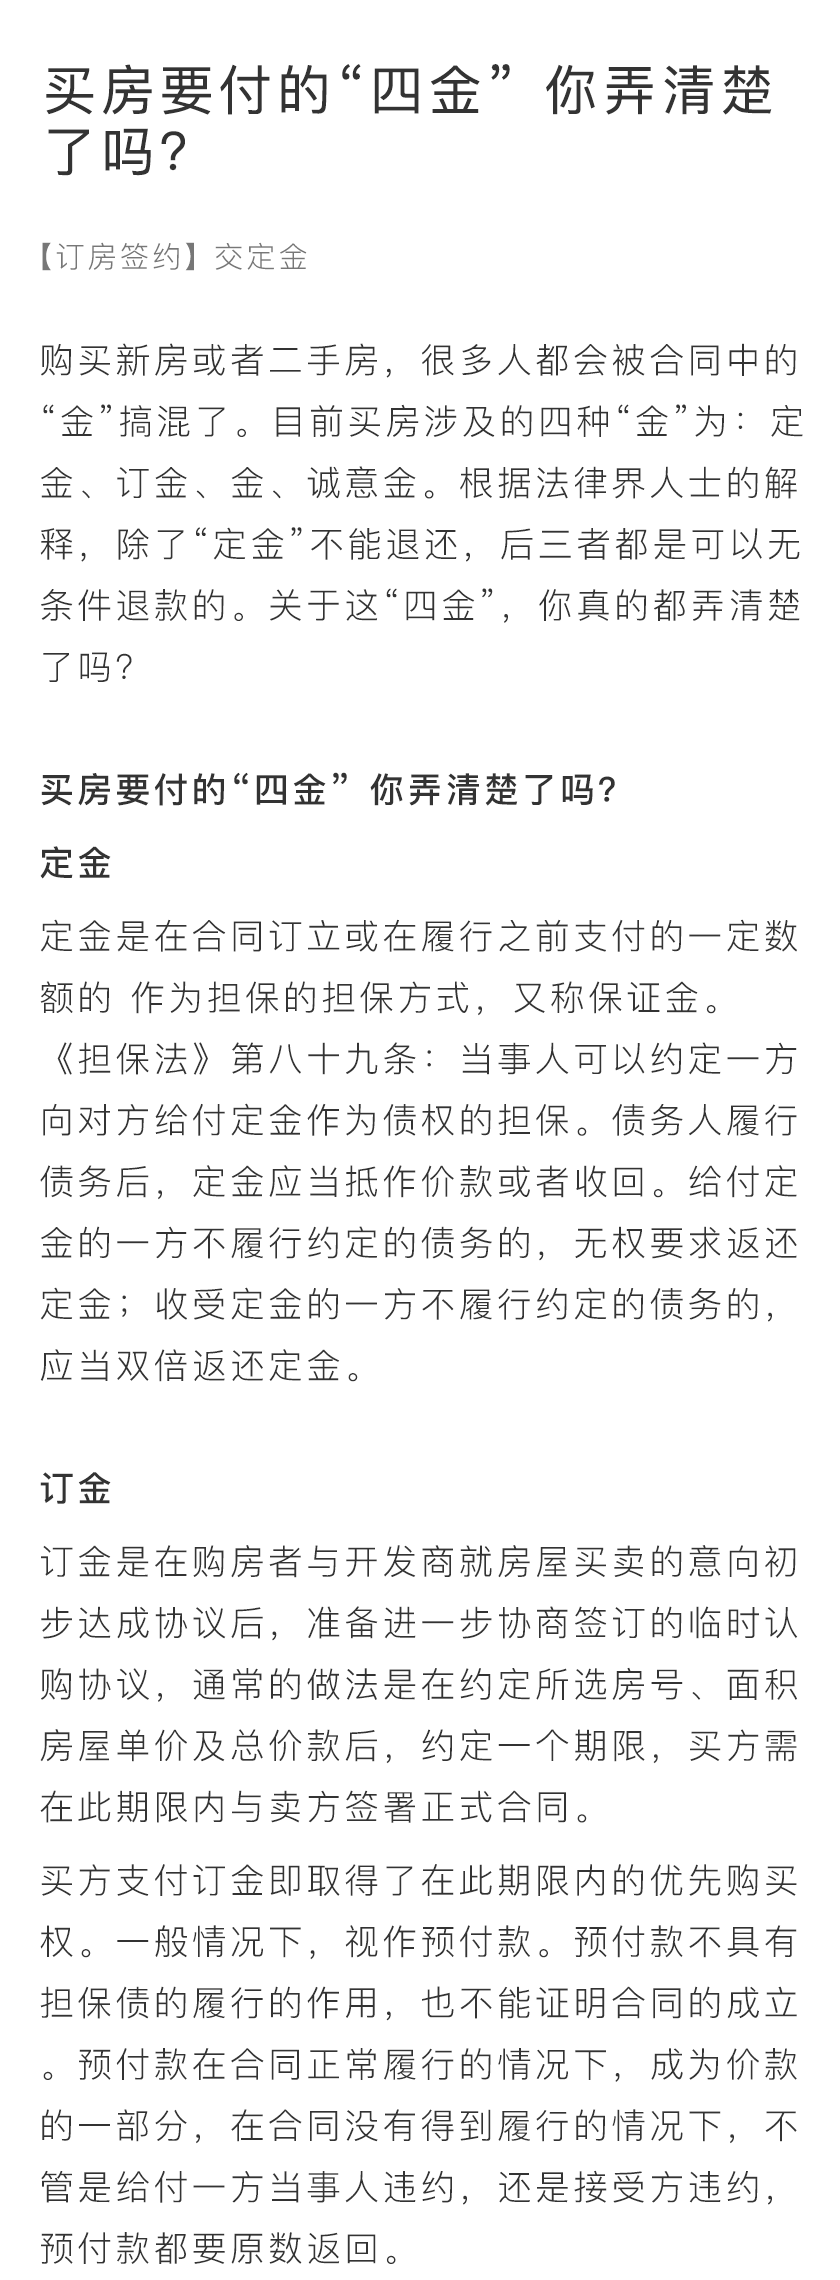 买房要付的“四金” 你弄清楚
了吗？
【订房签约】交定金
购买新房或者二手房，很多人都会被合同中的
“金”搞混了。目前买房涉及的四种“金”为：定
金、订金、金、诚意金。根据法律界人士的解
释，除了“定金”不能退还，后三者都是可以无
条件退款的。关于这“四金”，你真的都弄清楚
了吗？
买房要付的“四金” 你弄清楚了吗？
定金
定金是在合同订立或在履行之前支付的一定数
额的 作为担保的担保方式，又称保证金。
《担保法》第八十九条：当事人可以约定一方
向对方给付定金作为债权的担保。债务人履行
债务后，定金应当抵作价款或者收回。给付定
金的一方不履行约定的债务的，无权要求返还
定金；收受定金的一方不履行约定的债务的，
应当双倍返还定金。
订金
订金是在购房者与开发商就房屋买卖的意向初
步达成协议后，准备进一步协商签订的临时认
购协议，通常的做法是在约定所选房号、面积
房屋单价及总价款后，约定一个期限，买方需
在此期限内与卖方签署正式合同。
买方支付订金即取得了在此期限内的优先购买
权。一般情况下，视作预付款。预付款不具有
担保债的履行的作用，也不能证明合同的成立
。预付款在合同正常履行的情况下，成为价款
的一部分，在合同没有得到履行的情况下，不
管是给付一方当事人违约，还是接受方违约，
预付款都要原数返回。